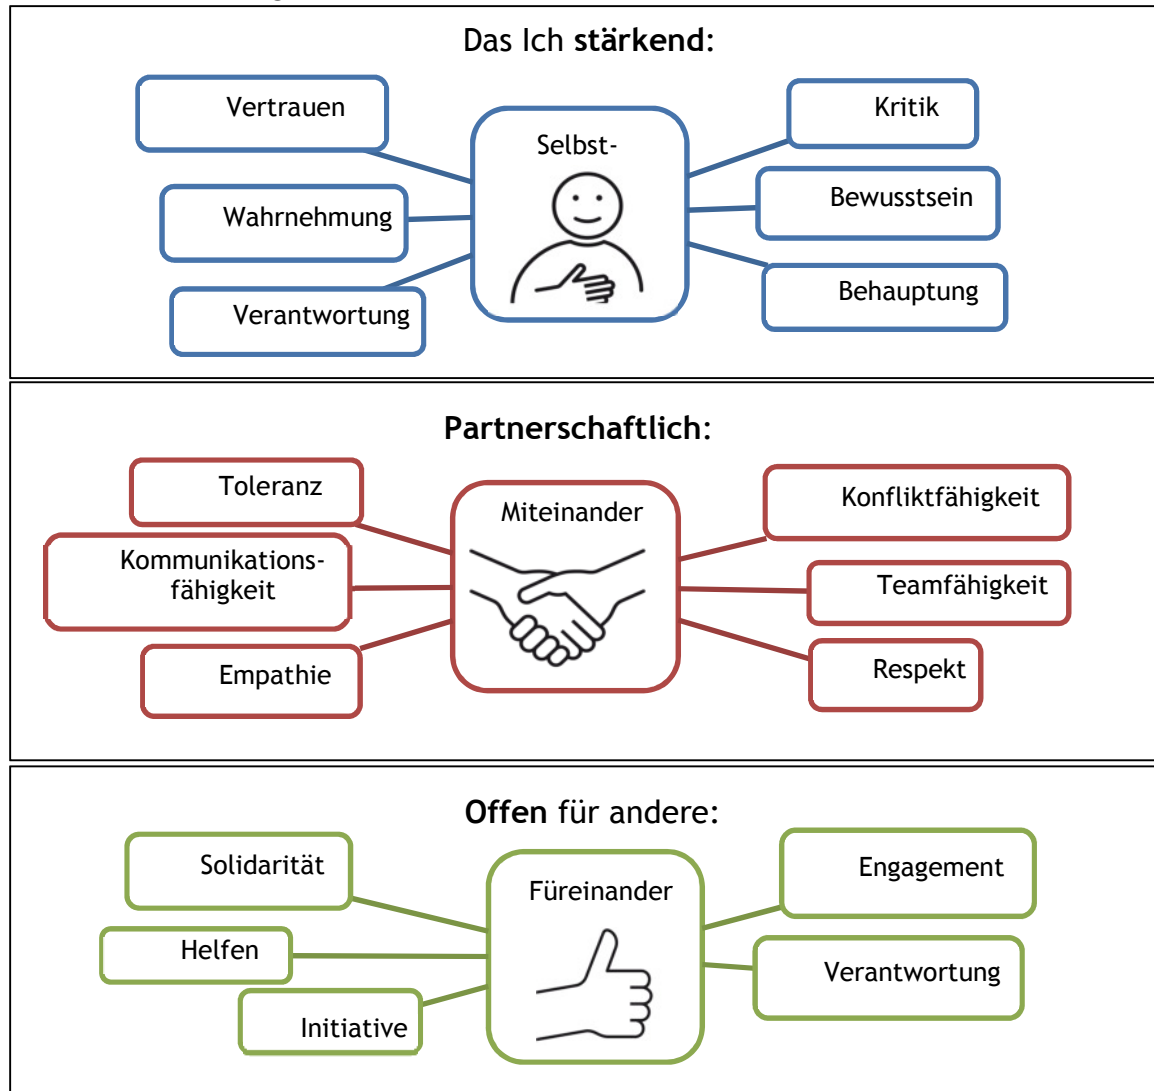 Das Ich stärkend:
Vertrauen
Kritik
Selbst-
Wahrnehmung
Bewusstsein
Verantwortung
Behauptung
Partnerschaftlich:
Toleranz
Konfliktfähigkeit
Miteinander
Kommunikations-
fähigkeit
Teamfähigkeit
Empathie
Respekt
Offen für andere:
Solidarität
Engagement
Füreinander
Helfen
Verantwortung
Initiative